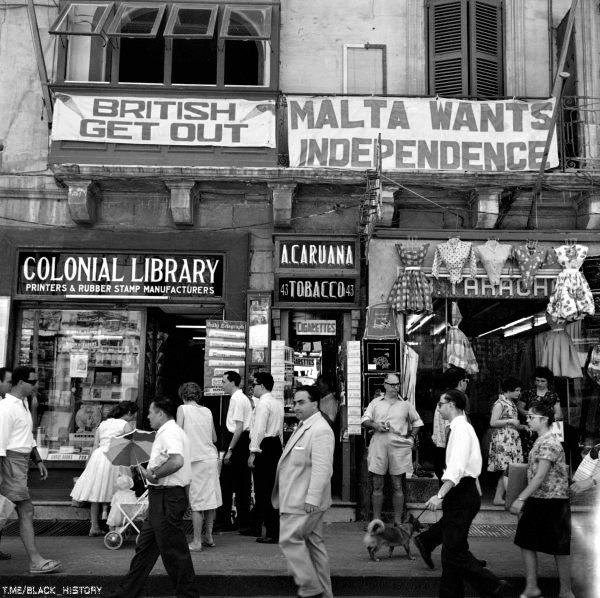 BRITISH
GET OUT
MALTA WANTS
INDEPENDENCE
COLONIAL LIBRARY
PRINTERS & RUBBER STAMP MANUFACTURERS
A. CARUANA
43 TOBACCO 43
CIGARETTES
T.ME/BLACK_HISTORY